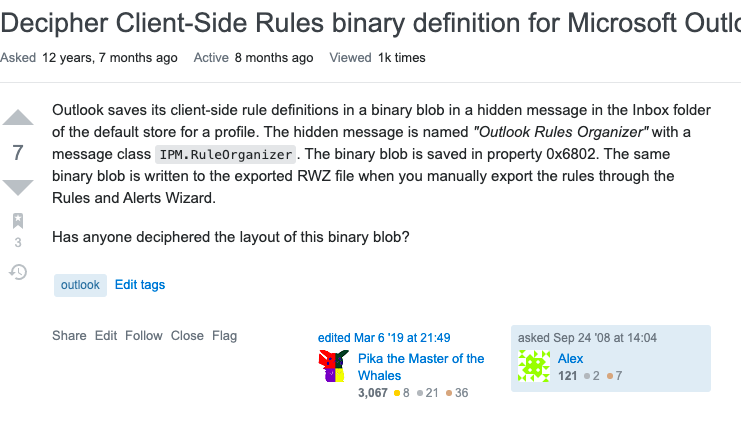 Decipher Client-Side Rules binary definition for Microsoft Outlo
Asked 12 years, 7 months ago Active 8 months ago Viewed 1k times
Outlook saves its client-side rule definitions in a binary blob in a hidden message in the Inbox folder
of the default store for a profile. The hidden message is named "Outlook Rules Organizer" with a
7
message class IPM.RuleOrganizer . The binary blob is saved in property 0x6802. The same
binary blob is written to the exported RWZ file when you manually export the rules through the
Rules and Alerts Wizard.
3
Has anyone deciphered the layout of this binary blob?
outlook Edit tags
Share Edit Follow Close Flag
edited Mar 6 '19 at 21:49
Pika the Master of the
Whales
3,067 8 21 36
asked Sep 24 '08 at 14:04
Alex
121 2 7